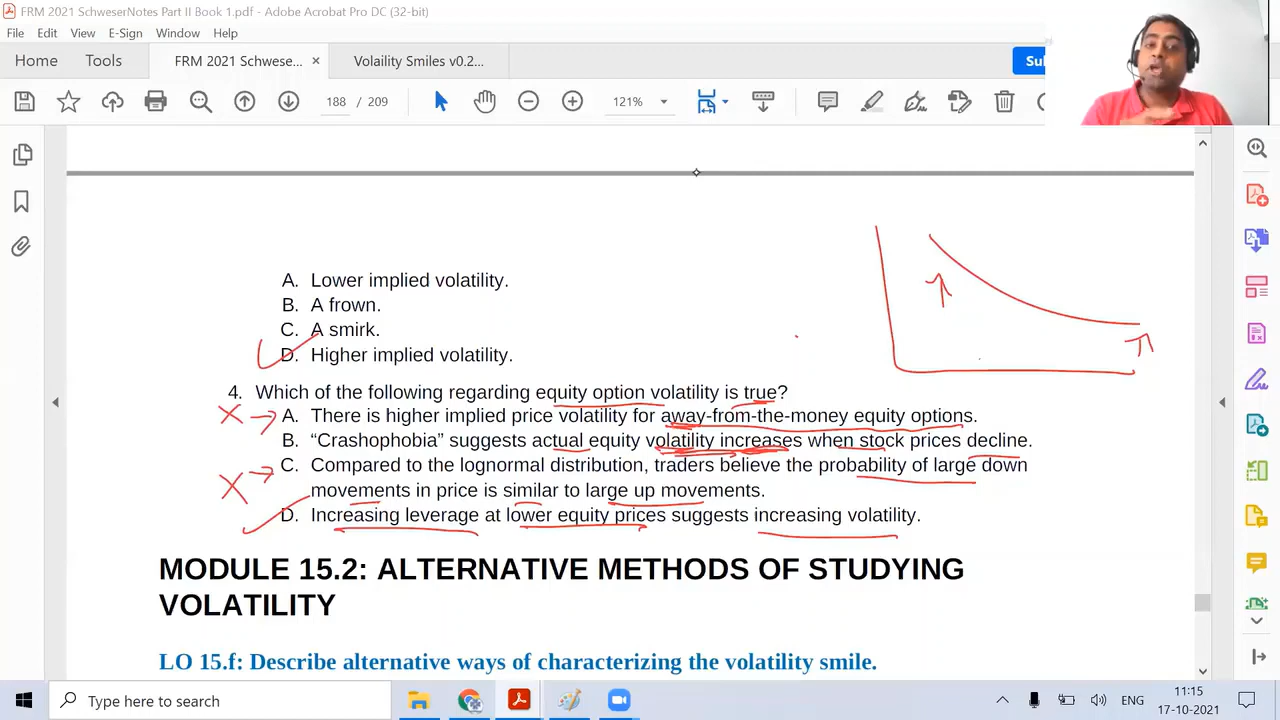 FRM 2021 SchweserNotes Part II Book 1.pdf - Adobe Acrobat Pro DC (32-bit)
File Edit View E-Sign Window Help
Home Tools FRM 2021 Schwese... × Volaility Smiles v0.2...
188 / 209 121%
A. Lower implied volatility.
B. A frown.
C. A smirk.
D. Higher implied volatility.
4. Which of the following regarding equity option volatility is true?
A. There is higher implied price volatility for away-from-the-money equity options.
B. “Crashophobia” suggests actual equity volatility increases when stock prices decline.
C. Compared to the lognormal distribution, traders believe the probability of large down
movements in price is similar to large up movements.
D. Increasing leverage at lower equity prices suggests increasing volatility.
MODULE 15.2: ALTERNATIVE METHODS OF STUDYING
VOLATILITY
LO 15.f: Describe alternative ways of characterizing the volatility smile.
Type here to search
ENG
11:15
17-10-2021